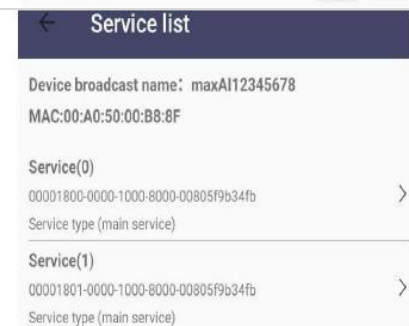 Service list
Device broadcast name: maxAI12345678
MAC:00:A0:50:00:B8:8F
Service(0)
00001800-0000-1000-8000-00805f9b34fb
Service type (main service)
Service(1)
00001801-0000-1000-8000-00805f9b34fb
Service type (main service)